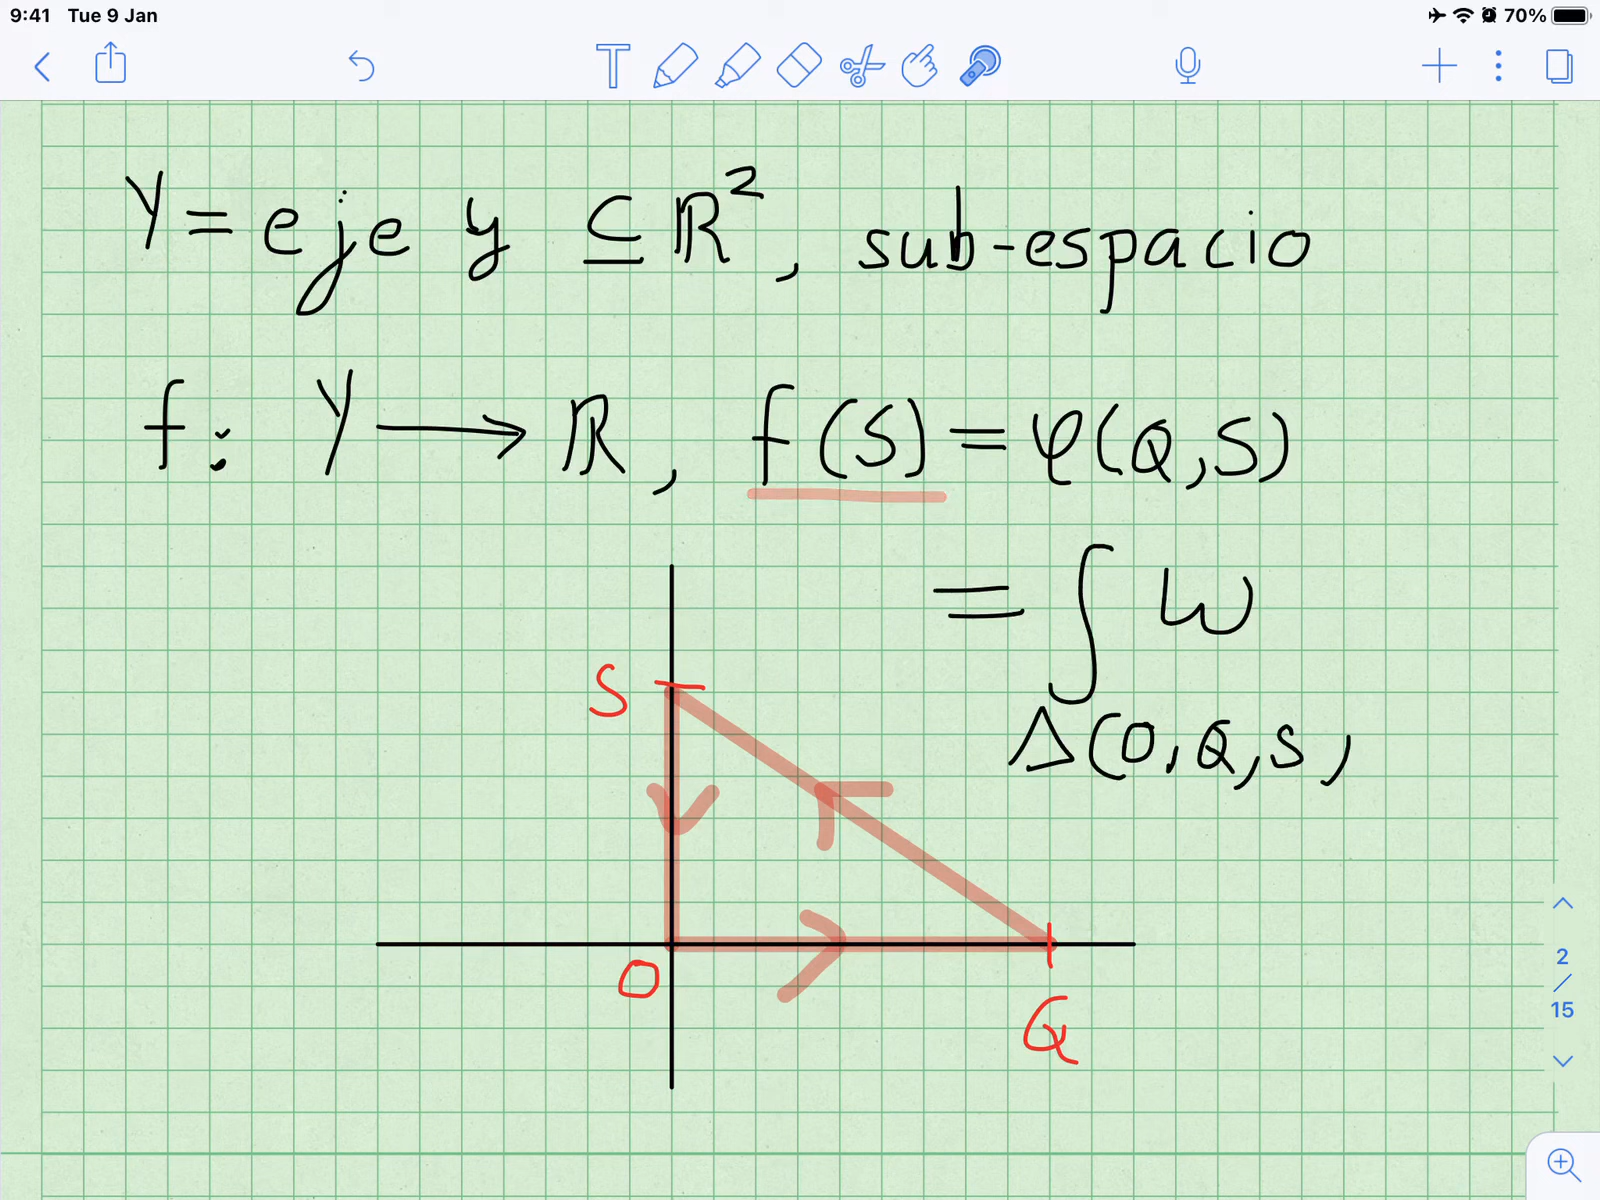 9:41 Tue 9 Jan 70%
T
Y = eje y ⊆ ℝ², sub-espacio
f: Y → ℝ, f(S) = φ(Q,S)
= ∫ ω
Δ(O,Q,S)
S
O
Q
2
/
15